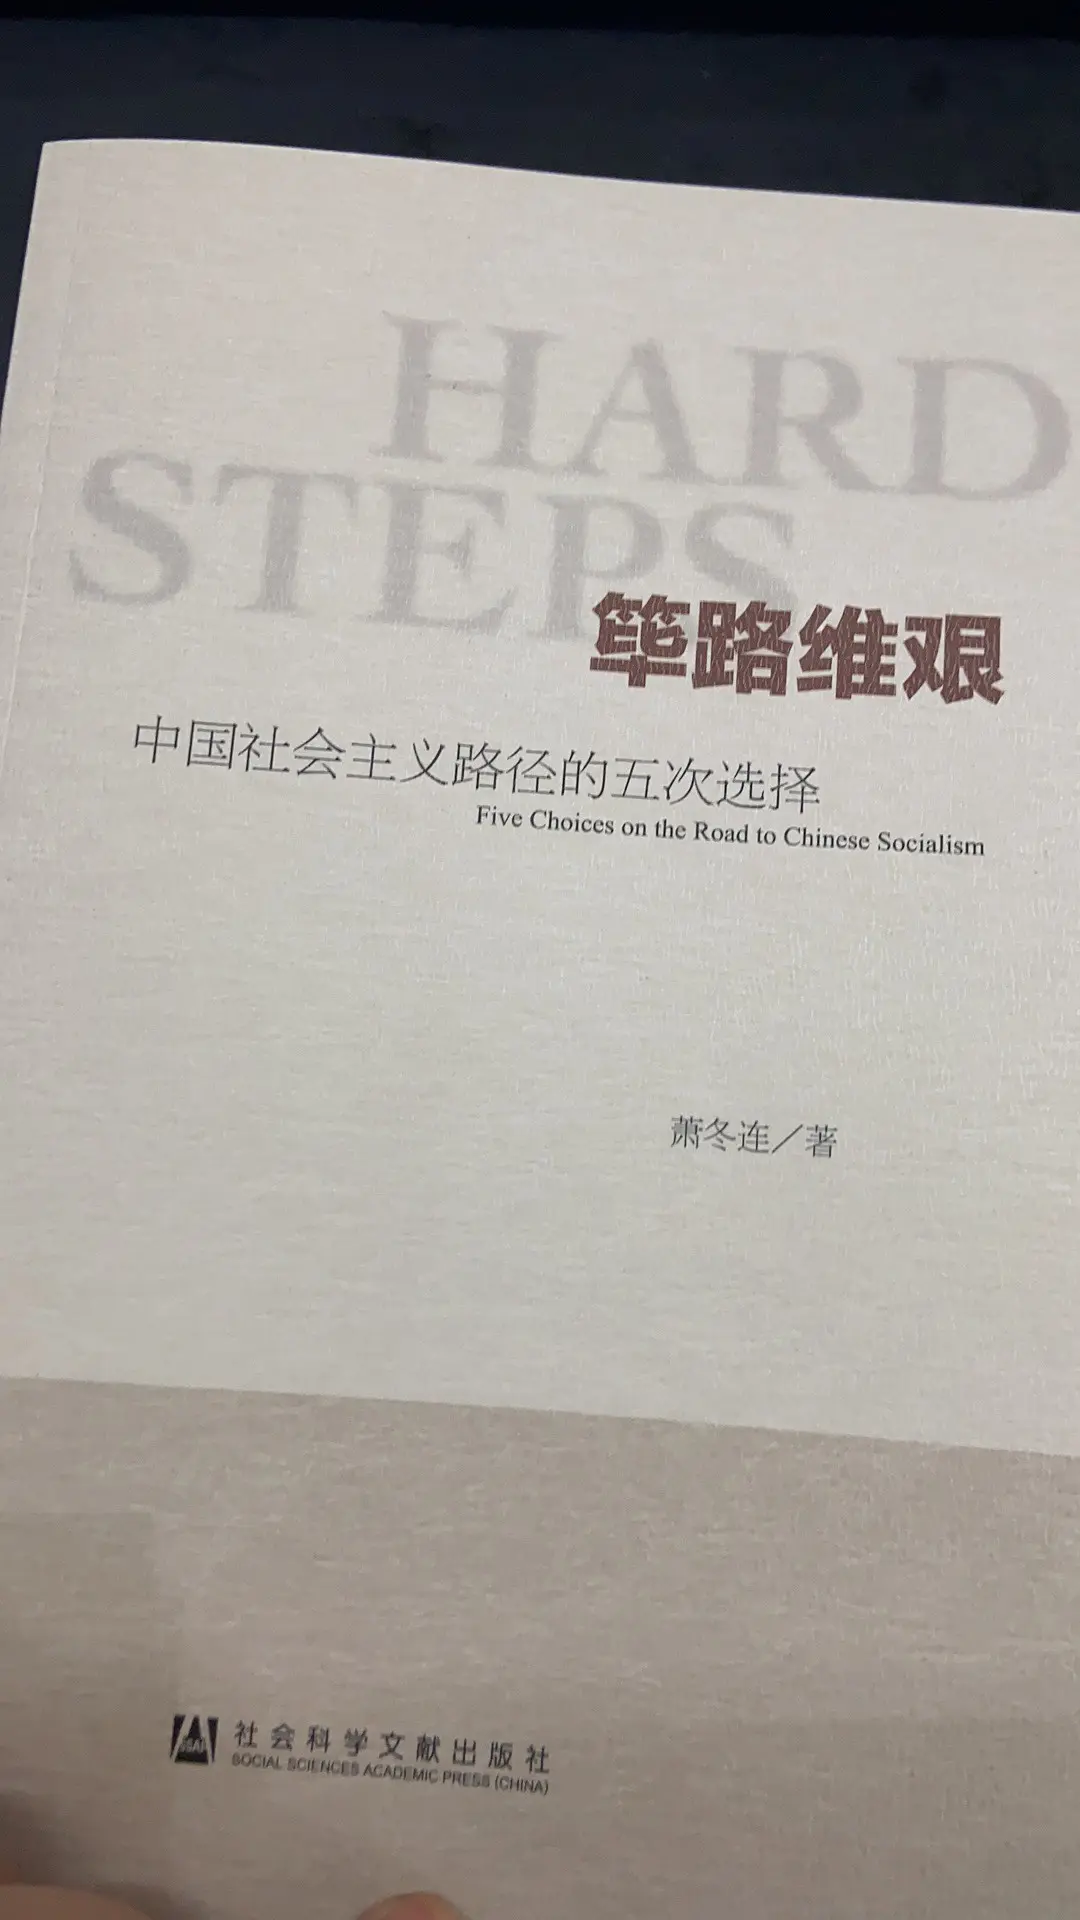 HARD
STEPS
筚路维艰
中国社会主义路径的五次选择
Five Choices on the Road to Chinese Socialism
萧冬连／著
社会科学文献出版社
SOCIAL SCIENCES ACADEMIC PRESS (CHINA)